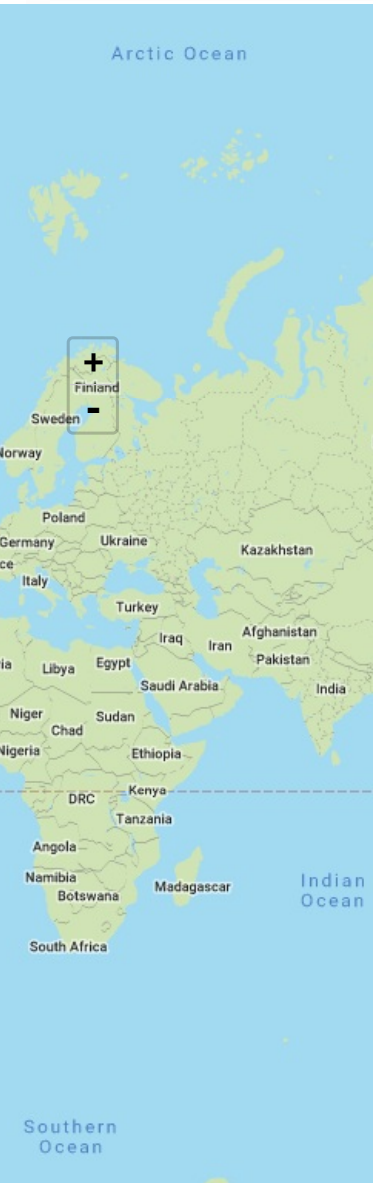 Arctic Ocean
+
Finland
-
Sweden
Norway
Poland
Germany
Ukraine
Kazakhstan
ce
Italy
Turkey
Iraq
Iran
Afghanistan
Pakistan
ia
Libya
Egypt
Saudi Arabia
India
Niger
Chad
Sudan
Nigeria
Ethiopia
DRC
Kenya
Tanzania
Angola
Namibia
Botswana
Madagascar
Indian
Ocean
South Africa
Southern
Ocean